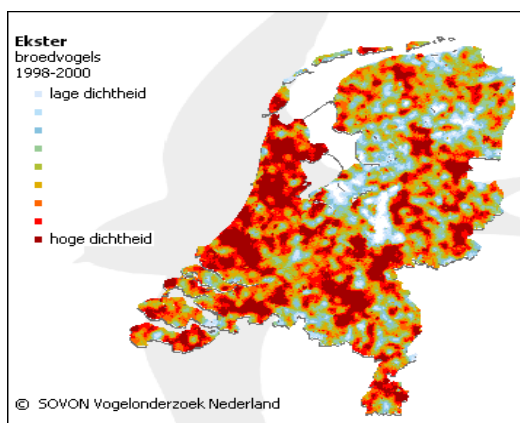 Ekster
broedvogels
1998-2000
lage dichtheid
hoge dichtheid
© SOVON Vogelonderzoek Nederland